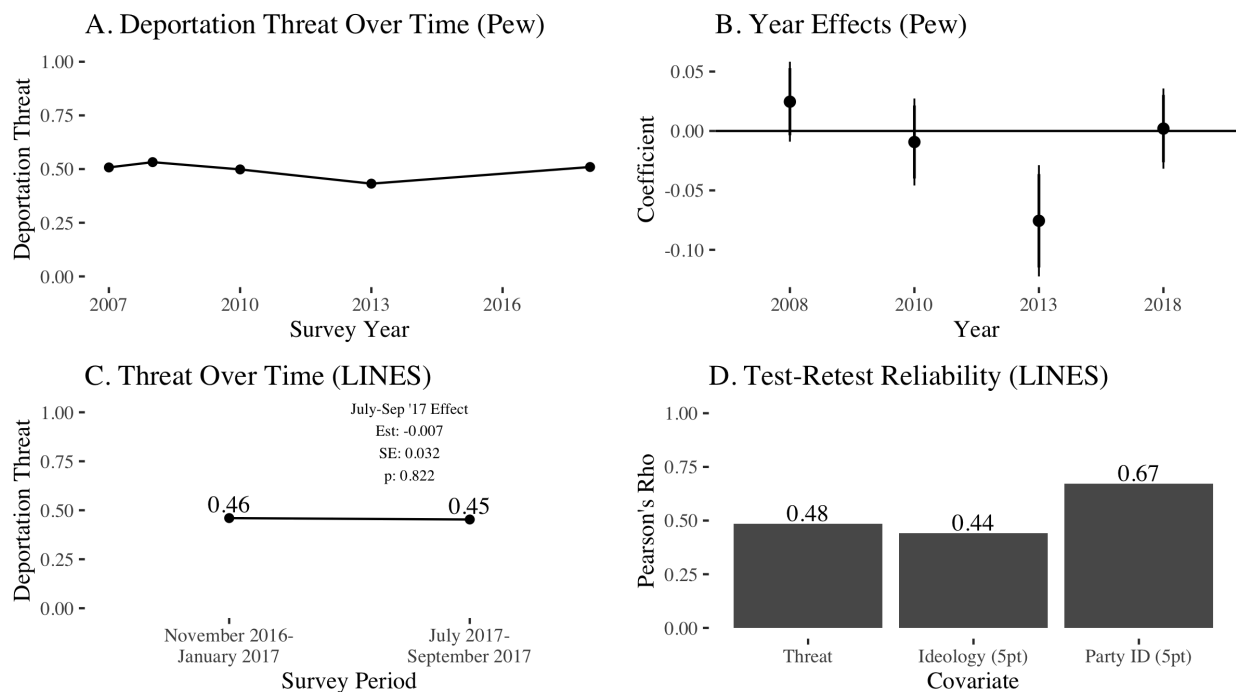 A. Deportation Threat Over Time (Pew)
Deportation Threat
1.00
0.75
0.50
0.25
0.00
2007
2010
2013
2016
Survey Year
B. Year Effects (Pew)
Coefficient
0.05
0.00
-0.05
-0.10
2008
2010
2013
2018
Year
C. Threat Over Time (LINES)
Deportation Threat
1.00
0.75
0.50
0.25
0.00
July-Sep '17 Effect
Est: -0.007
SE: 0.032
p: 0.822
0.46
0.45
November 2016-
January 2017
July 2017-
September 2017
Survey Period
D. Test-Retest Reliability (LINES)
Pearson's Rho
1.00
0.75
0.50
0.25
0.00
0.48
0.44
0.67
Threat
Ideology (5pt)
Party ID (5pt)
Covariate